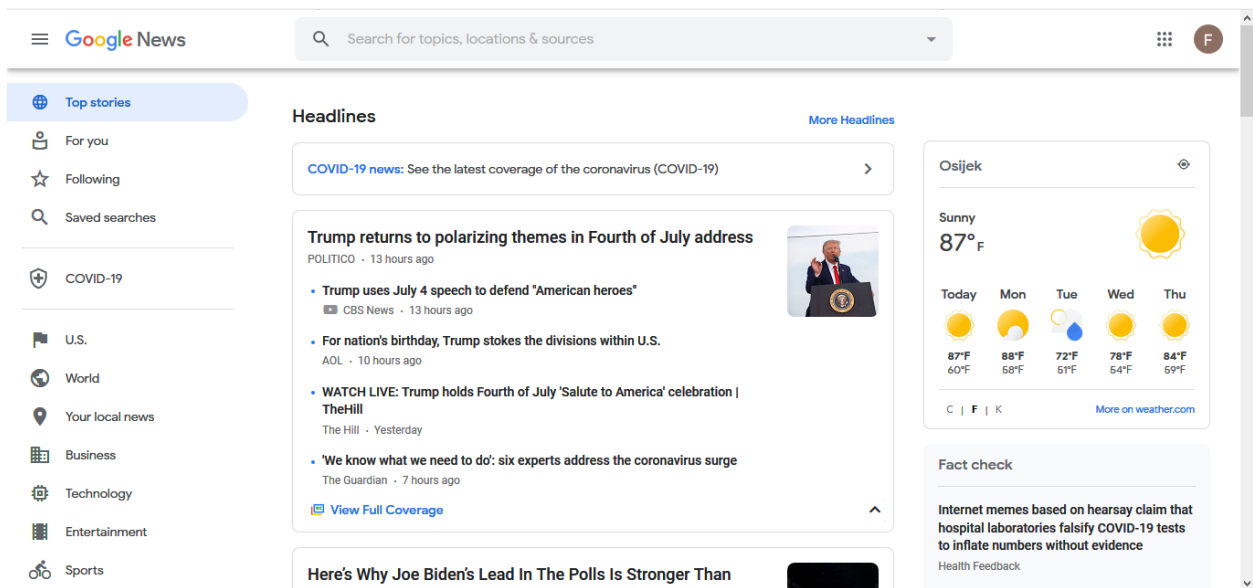 Google News
Search for topics, locations & sources
F
Top stories
For you
Following
Saved searches
COVID-19
U.S.
World
Your local news
Business
Technology
Entertainment
Sports
Headlines
More Headlines
COVID-19 news: See the latest coverage of the coronavirus (COVID-19)
Trump returns to polarizing themes in Fourth of July address
POLITICO · 13 hours ago
Trump uses July 4 speech to defend "American heroes"
CBS News · 13 hours ago
For nation's birthday, Trump stokes the divisions within U.S.
AOL · 10 hours ago
WATCH LIVE: Trump holds Fourth of July 'Salute to America' celebration |
TheHill
The Hill · Yesterday
'We know what we need to do': six experts address the coronavirus surge
The Guardian · 7 hours ago
View Full Coverage
Here's Why Joe Biden's Lead In The Polls Is Stronger Than
Osijek
Sunny
87° F
Today Mon Tue Wed Thu
87°F 88°F 72°F 78°F 84°F
60°F 58°F 51°F 54°F 59°F
C | F | K
More on weather.com
Fact check
Internet memes based on hearsay claim that
hospital laboratories falsify COVID-19 tests
to inflate numbers without evidence
Health Feedback